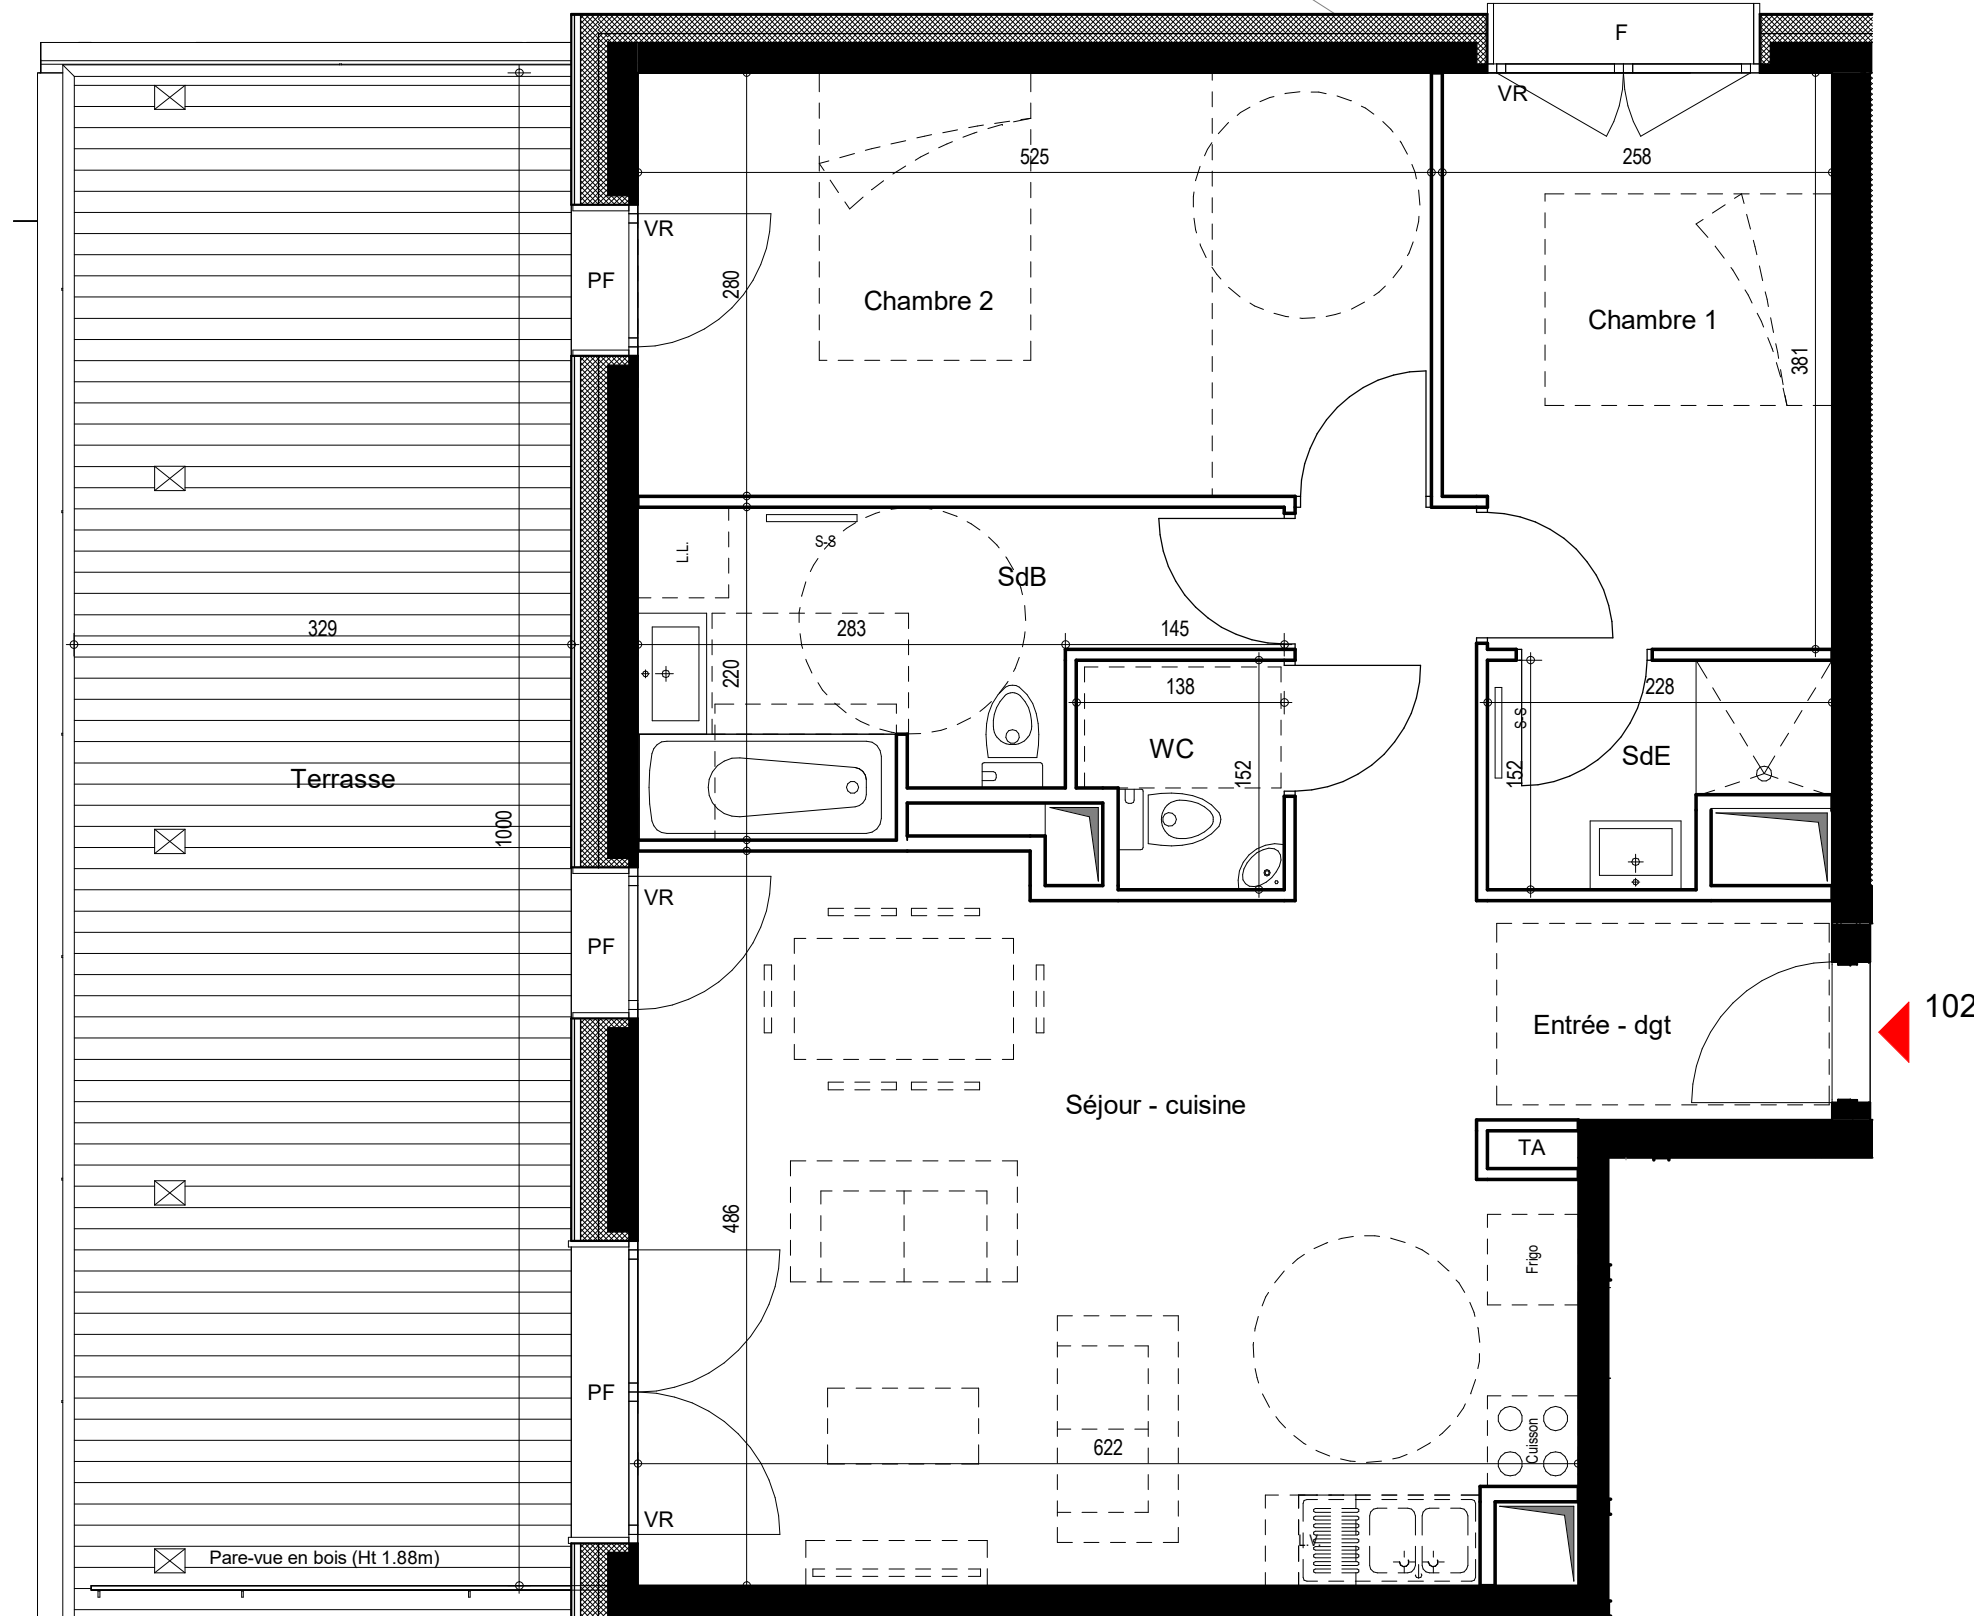 F
VR
525
258
VR
PF
280
Chambre 2
Chambre 1
381
L.L.
S-S
SdB
329
283
145
220
138
228
S-S
WC
SdE
Terrasse
152
152
1000
VR
PF
102
Entrée - dgt
Séjour - cuisine
TA
486
Frigo
PF
Cuisson
622
VR
L.V.
Pare-vue en bois (Ht 1.88m)